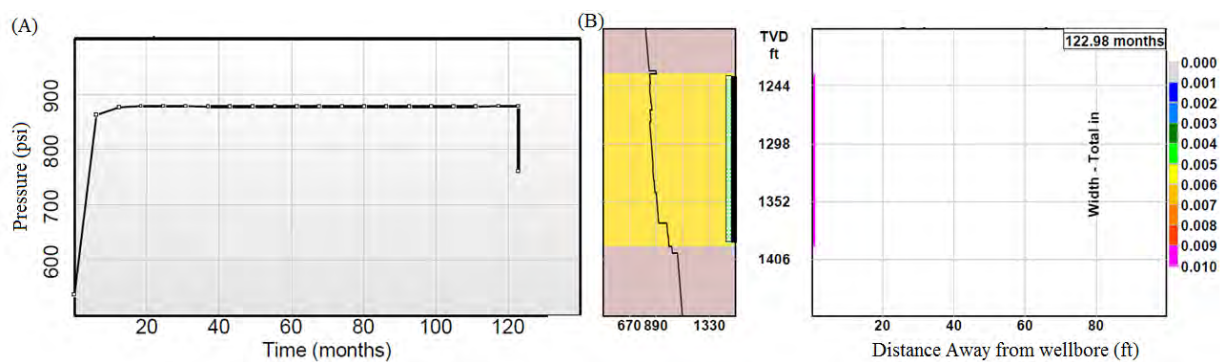 (A)
Pressure (psi)
900
800
700
600
20 40 60 80 100 120
Time (months)
(B)
TVD
ft
1244
1298
1352
1406
670 890 1330
122.98 months
Width - Total in
20 40 60 80
Distance Away from wellbore (ft)
0.000
0.001
0.002
0.003
0.004
0.005
0.006
0.007
0.008
0.009
0.010